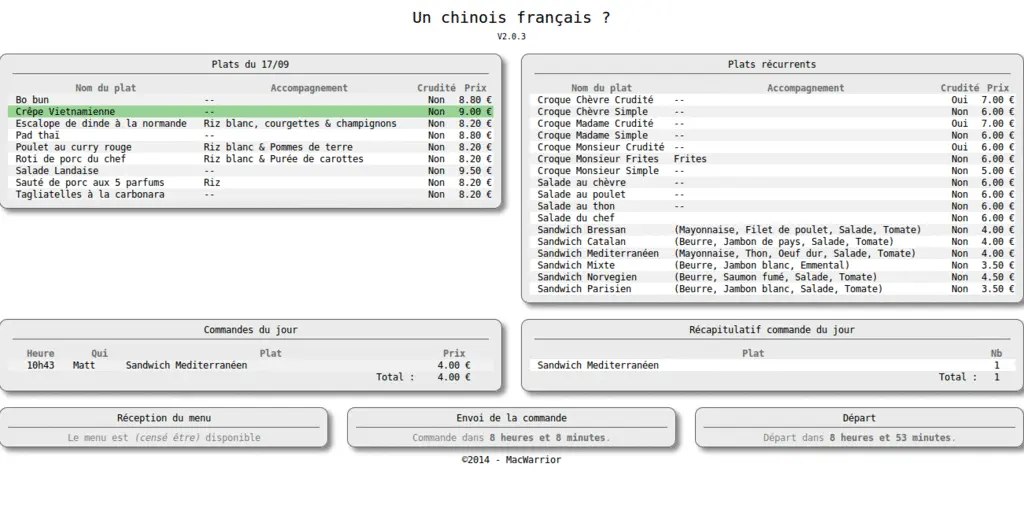 Un chinois français ?
V2.0.3
Plats du 17/09
Nom du plat Accompagnement Crudité Prix
Bo bun -- Non 8.80 €
Crêpe Vietnamienne -- Non 9.00 €
Escalope de dinde à la normande Riz blanc, courgettes & champignons Non 8.20 €
Pad thaï -- Non 8.80 €
Poulet au curry rouge Riz blanc & Pommes de terre Non 8.20 €
Roti de porc du chef Riz blanc & Purée de carottes Non 8.20 €
Salade Landaise -- Non 9.50 €
Sauté de porc aux 5 parfums Riz Non 8.20 €
Tagliatelles à la carbonara -- Non 8.20 €
Plats récurrents
Nom du plat Accompagnement Crudité Prix
Croque Chèvre Crudité -- Oui 7.00 €
Croque Chèvre Simple -- Non 6.00 €
Croque Madame Crudité -- Oui 7.00 €
Croque Madame Simple -- Non 6.00 €
Croque Monsieur Crudité -- Oui 6.00 €
Croque Monsieur Frites Frites Non 6.00 €
Croque Monsieur Simple -- Non 5.00 €
Salade au chèvre -- Non 6.00 €
Salade au poulet -- Non 6.00 €
Salade au thon -- Non 6.00 €
Salade du chef Non 6.00 €
Sandwich Bressan (Mayonnaise, Filet de poulet, Salade, Tomate) Non 4.00 €
Sandwich Catalan (Beurre, Jambon de pays, Salade, Tomate) Non 4.00 €
Sandwich Mediterranéen (Mayonnaise, Thon, Oeuf dur, Salade, Tomate) Non 4.00 €
Sandwich Mixte (Beurre, Jambon blanc, Emmental) Non 3.50 €
Sandwich Norvegien (Beurre, Saumon fumé, Salade, Tomate) Non 4.50 €
Sandwich Parisien (Beurre, Jambon blanc, Salade, Tomate) Non 3.50 €
Commandes du jour
Heure Qui Plat Prix
10h43 Matt Sandwich Mediterranéen 4.00 €
Total : 4.00 €
Récapitulatif commande du jour
Plat Nb
Sandwich Mediterranéen 1
Total : 1
Réception du menu
Le menu est (censé être) disponible
Envoi de la commande
Commande dans 8 heures et 8 minutes.
Départ
Départ dans 8 heures et 53 minutes.
©2014 - MacWarrior